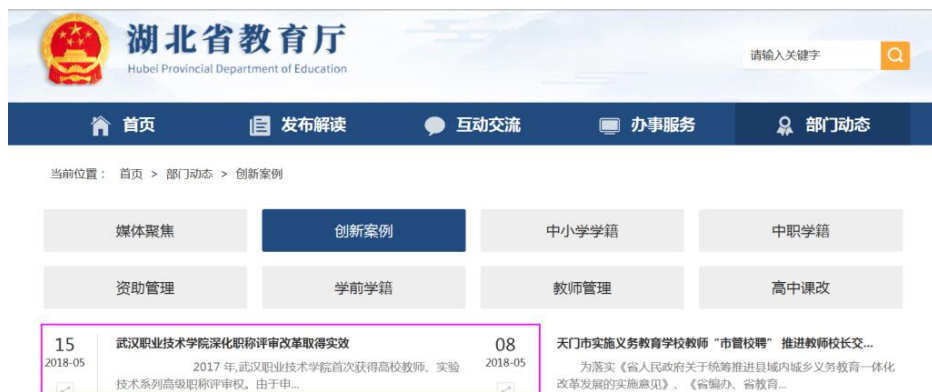 湖北省教育厅
Hubei Provincial Department of Education
请输入关键字
首页
发布解读
互动交流
办事服务
部门动态
当前位置： 首页 > 部门动态 > 创新案例
媒体聚焦
创新案例
中小学学籍
中职学籍
资助管理
学前学籍
教师管理
高中课改
15
2018-05
武汉职业技术学院深化职称评审改革取得实效
2017 年,武汉职业技术学院首次获得高校教师、实验
技术系列高级职称评审权。由于申...
08
2018-05
天门市实施义务教育学校教师“市管校聘” 推进教师校长交...
为落实《省人民政府关于统筹推进县域内城乡义务教育一体化
改革发展的实施意见》、《省编办、省教育...